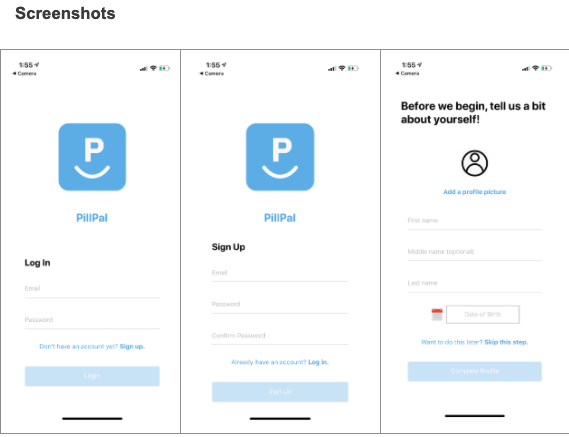 Screenshots
1:55
Camera
P
PillPal
Log In
Email
Password
Don't have an account yet? Sign up.
Login
1:55
Camera
P
PillPal
Sign Up
Email
Password
Confirm Password
Already have an account? Log in.
Sign Up
1:55
Camera
Before we begin, tell us a bit
about yourself!
Add a profile picture
First name
Middle name (optional)
Last name
Date of Birth
Want to do this later? Skip this step.
Complete Profile